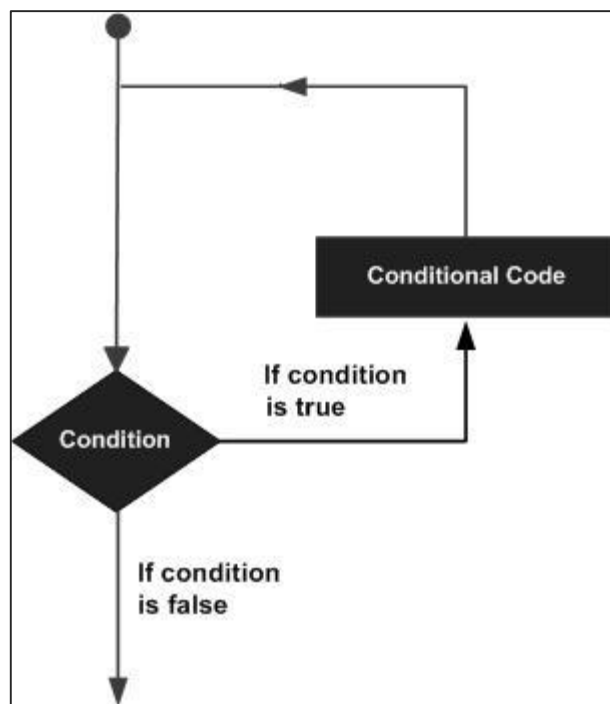 Conditional Code
If condition
is true
Condition
If condition
is false